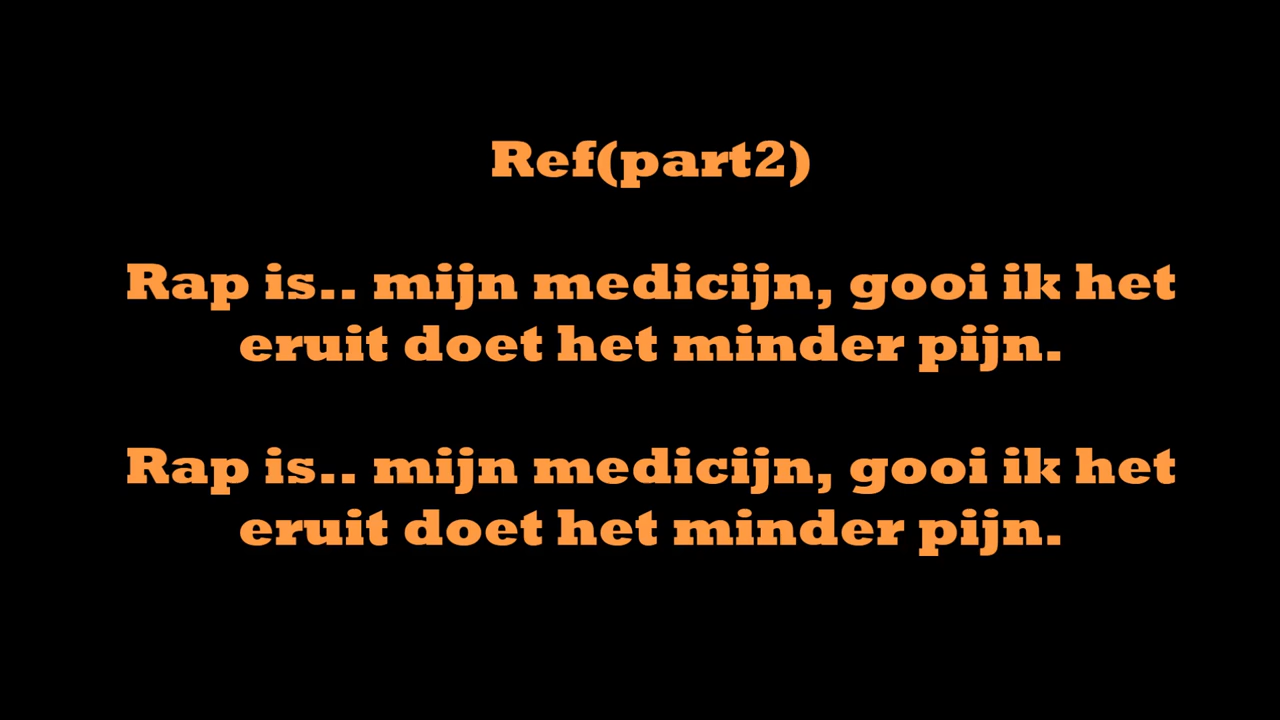 Ref(part2)
Rap is.. mijn medicijn, gooi ik het
eruit doet het minder pijn.
Rap is.. mijn medicijn, gooi ik het
eruit doet het minder pijn.